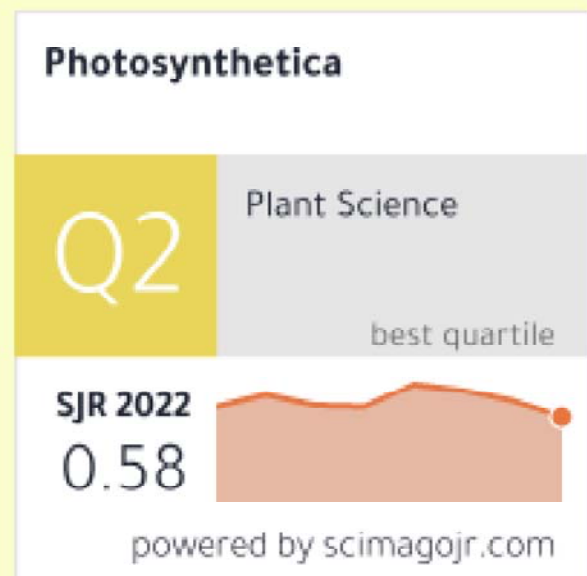 Photosynthetica
Q2
Plant Science
best quartile
SJR 2022
0.58
powered by scimagojr.com